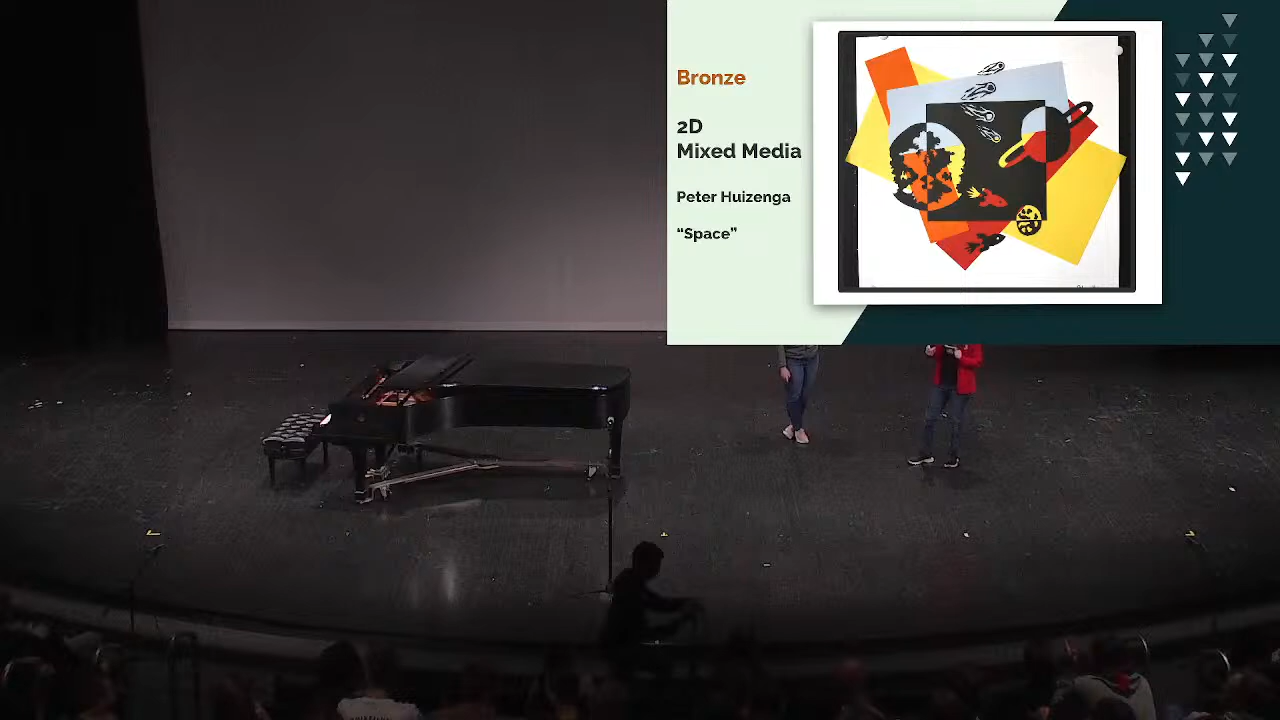 Bronze
2D
Mixed Media
Peter Huizenga
“Space”